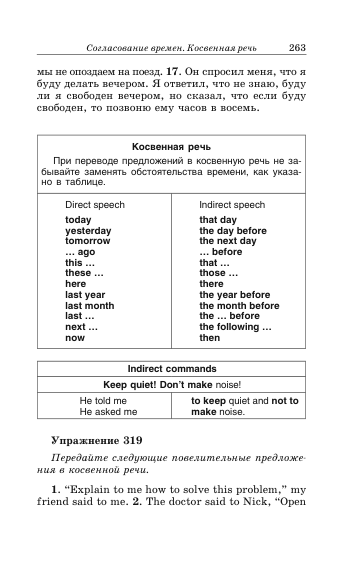 Согласование времен. Косвенная речь 263
мы не опоздаем на поезд. 17. Он спросил меня, что я
буду делать вечером. Я ответил, что не знаю, буду
ли я свободен вечером, но сказал, что если буду
свободен, то позвоню ему часов в восемь.
Косвенная речь
При переводе предложений в косвенную речь не за-
бывайте заменять обстоятельства времени, как указа-
но в таблице.
Direct speech Indirect speech
today that day
yesterday the day before
tomorrow the next day
... ago ... before
this ... that ...
these ... those ...
here there
last year the year before
last month the month before
last ... the ... before
next ... the following ...
now then
Indirect commands
Keep quiet! Don't make noise!
He told me to keep quiet and not to
He asked me make noise.
Упражнение 319
Передайте следующие повелительные предложе-
ния в косвенной речи.
1. “Explain to me how to solve this problem,” my
friend said to me. 2. The doctor said to Nick, “Open